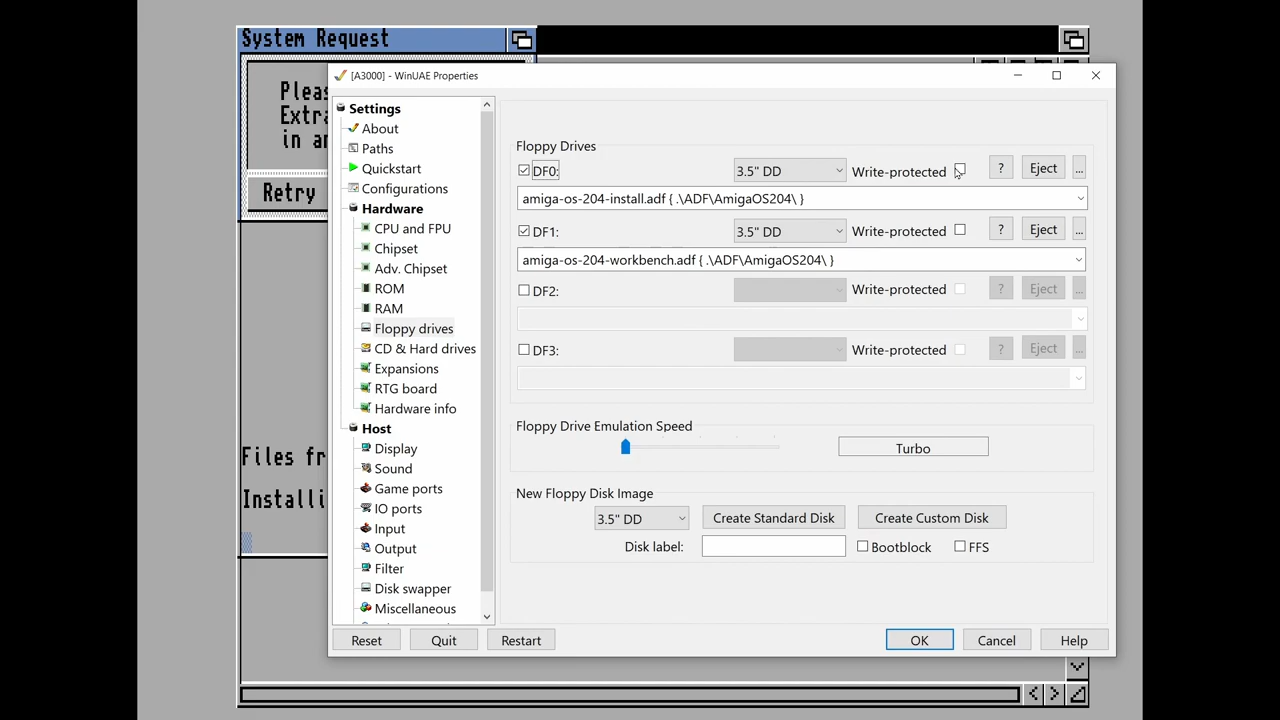 System Request
[A3000] - WinUAE Properties
Settings
About
Paths
Quickstart
Configurations
Hardware
CPU and FPU
Chipset
Adv. Chipset
ROM
RAM
Floppy drives
CD & Hard drives
Expansions
RTG board
Hardware info
Host
Display
Sound
Game ports
IO ports
Input
Output
Filter
Disk swapper
Miscellaneous
Floppy Drives
DF0: 3.5" DD Write-protected ? Eject ...
amiga-os-204-install.adf { .\ADF\AmigaOS204\ }
DF1: 3.5" DD Write-protected ? Eject ...
amiga-os-204-workbench.adf { .\ADF\AmigaOS204\ }
DF2: Write-protected ? Eject ...
DF3: Write-protected ? Eject ...
Floppy Drive Emulation Speed
Turbo
New Floppy Disk Image
3.5" DD Create Standard Disk Create Custom Disk
Disk label: Bootblock FFS
Reset Quit Restart OK Cancel Help
Pleas
Extra
in a
Retry
Files fr
Installi